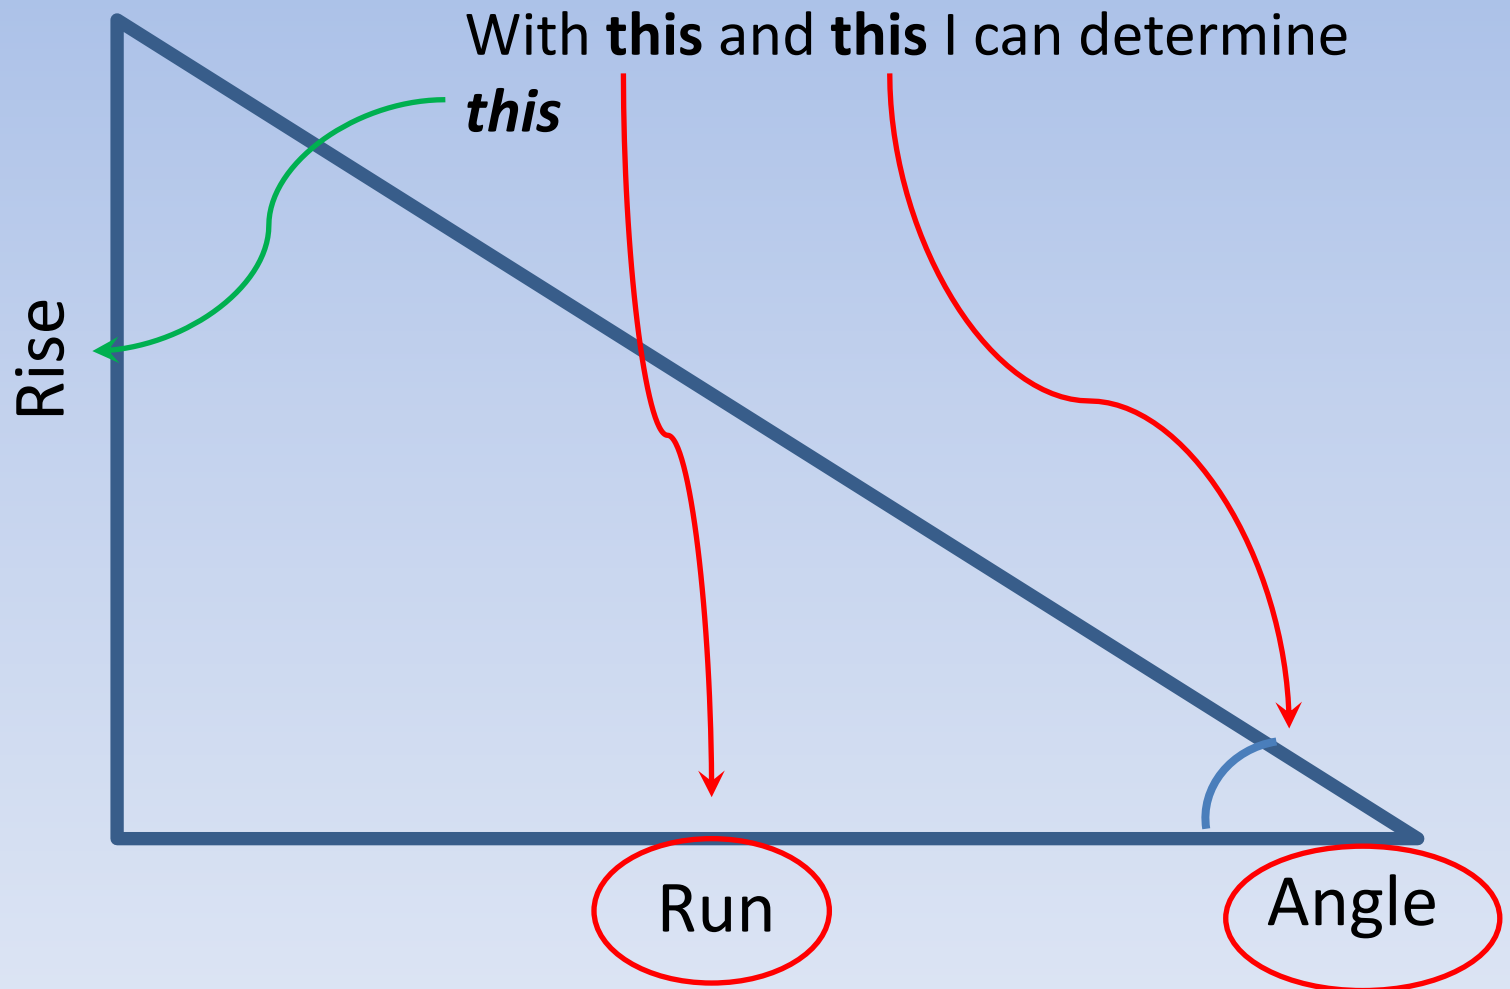 With this and this I can determine
this
Rise
Run
Angle